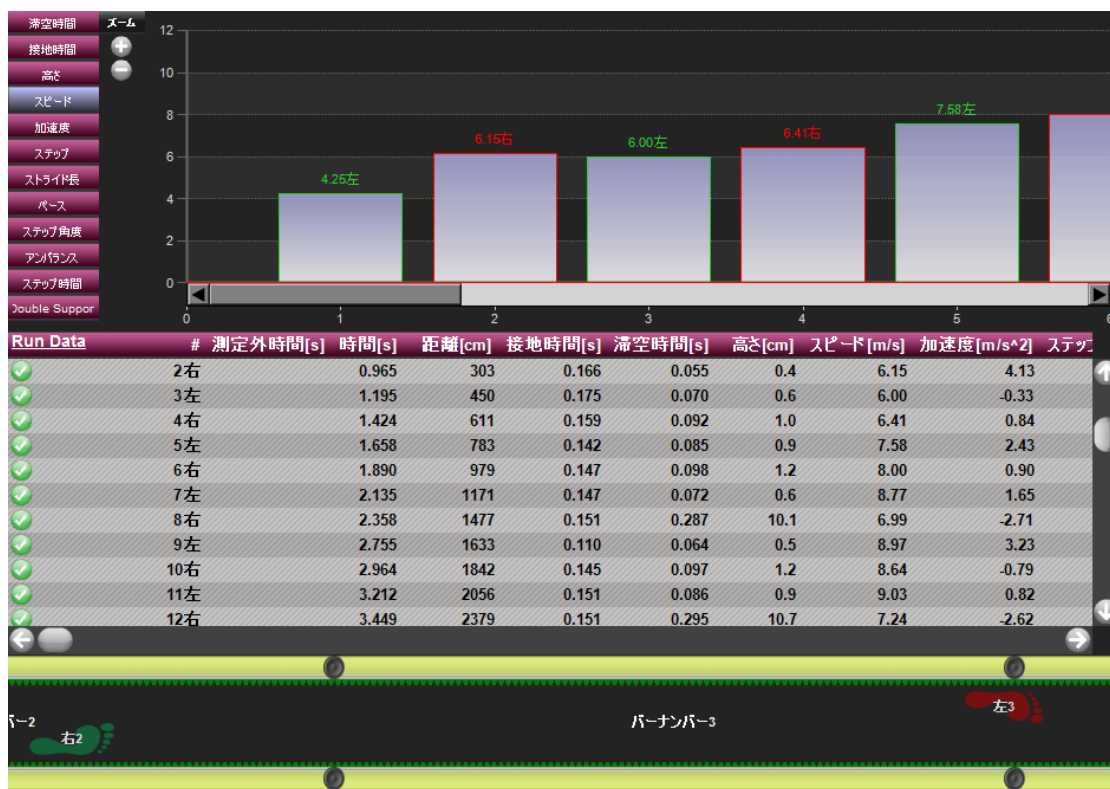 滞空時間
接地時間
高さ
スピード
加速度
ステップ
ストライド長
ペース
ステップ角度
アンバランス
ステップ時間
Double Suppor
ズーム
12
10
8
6
4
2
0
4.25左
6.15右
6.00左
6.41右
7.58左
0 1 2 3 4 5 6
Run Data # 測定外時間[s] 時間[s] 距離[cm] 接地時間[s] 滞空時間[s] 高さ[cm] スピード[m/s] 加速度[m/s^2] ステップ
2右 0.965 303 0.166 0.055 0.4 6.15 4.13
3左 1.195 450 0.175 0.070 0.6 6.00 -0.33
4右 1.424 611 0.159 0.092 1.0 6.41 0.84
5左 1.658 783 0.142 0.085 0.9 7.58 2.43
6右 1.890 979 0.147 0.098 1.2 8.00 0.90
7左 2.135 1171 0.147 0.072 0.6 8.77 1.65
8右 2.358 1477 0.151 0.287 10.1 6.99 -2.71
9左 2.755 1633 0.110 0.064 0.5 8.97 3.23
10右 2.964 1842 0.145 0.097 1.2 8.64 -0.79
11左 3.212 2056 0.151 0.086 0.9 9.03 0.82
12右 3.449 2379 0.151 0.295 10.7 7.24 -2.62
バー2
右2
バーナンバー3
左3